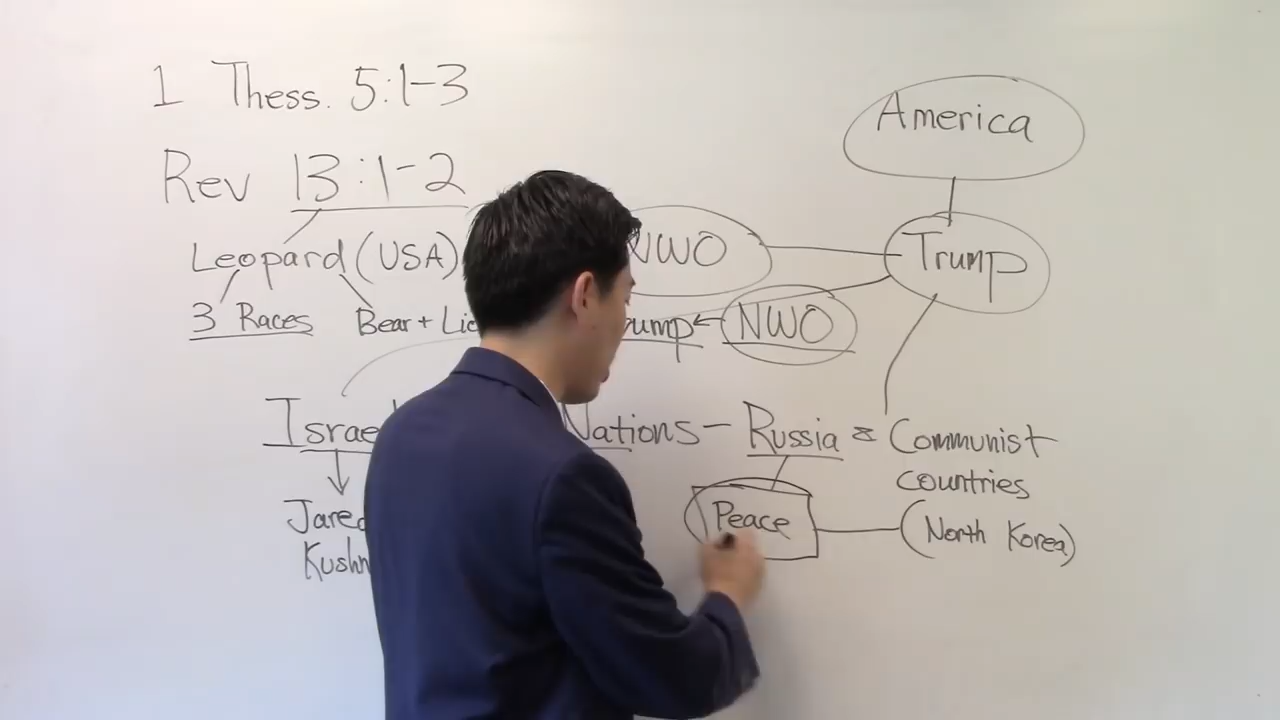 1 Thess. 5:1-3
America
Rev 13:1-2
Leopard (USA)
NWO
Trump
3 Races Bear + ← NWO
Nations - Russia & Communist
countries
Peace
(North Korea)